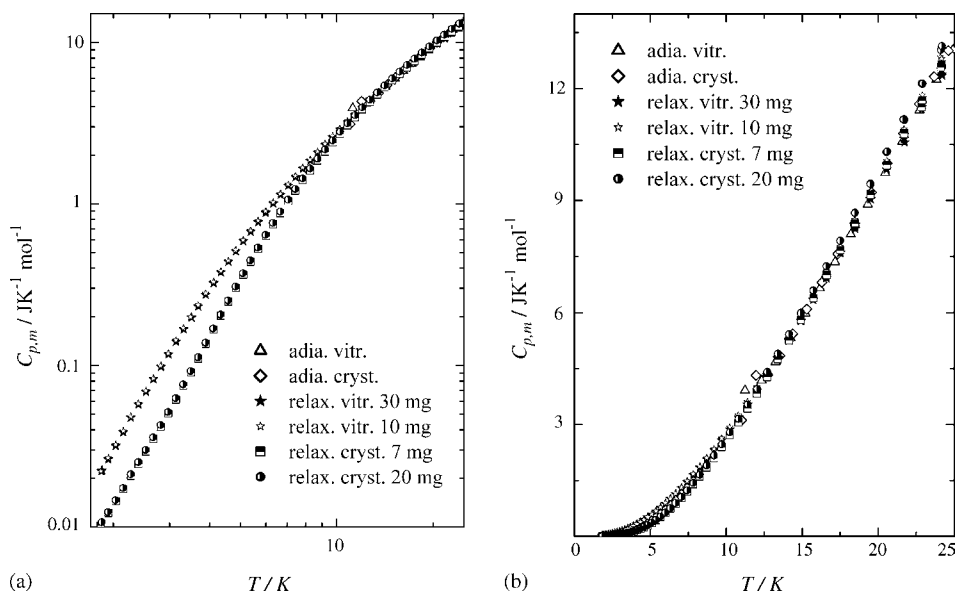 10
1
0.1
0.01
C_{p,m} / JK^{-1} mol^{-1}
adia. vitr.
adia. cryst.
relax. vitr. 30 mg
relax. vitr. 10 mg
relax. cryst. 7 mg
relax. cryst. 20 mg
10
(a)
T / K
12
9
6
3
C_{p,m} / JK^{-1} mol^{-1}
adia. vitr.
adia. cryst.
relax. vitr. 30 mg
relax. vitr. 10 mg
relax. cryst. 7 mg
relax. cryst. 20 mg
0 5 10 15 20 25
(b)
T / K